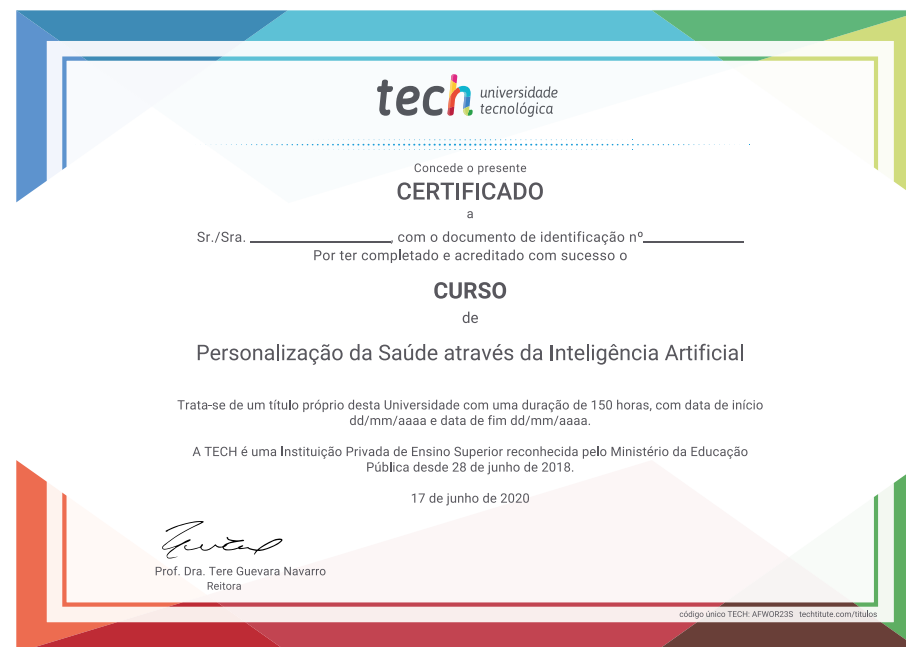 tech universidade
tecnológica
Concede o presente
CERTIFICADO
a
Sr./Sra. ____________________, com o documento de identificação nº______________
Por ter completado e acreditado com sucesso o
CURSO
de
Personalização da Saúde através da Inteligência Artificial
Trata-se de um título próprio desta Universidade com uma duração de 150 horas, com data de início
dd/mm/aaaa e data de fim dd/mm/aaaa.
A TECH é uma Instituição Privada de Ensino Superior reconhecida pelo Ministério da Educação
Pública desde 28 de junho de 2018.
17 de junho de 2020
Prof. Dra. Tere Guevara Navarro
Reitora
código único TECH: AFWOR23S techtitute.com/titulos